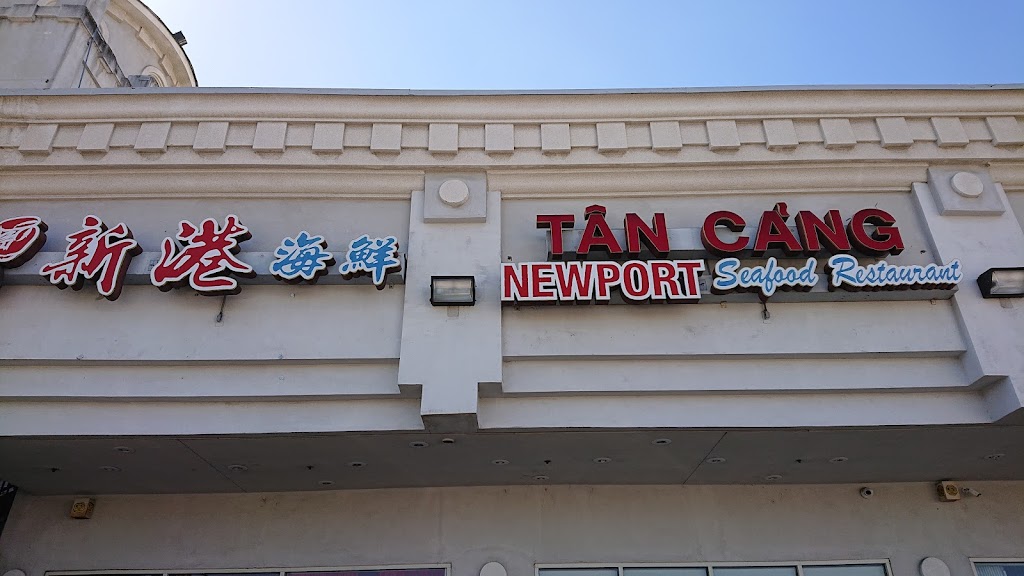 新港海鮮
TÂN CẢNG
NEWPORT Seafood Restaurant